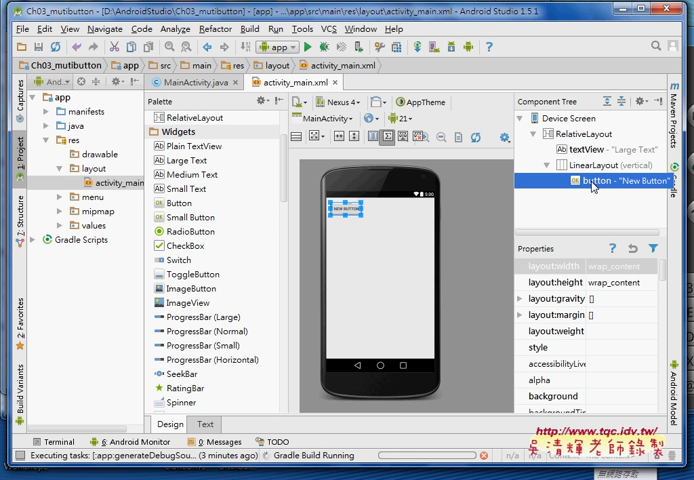 Ch03_mutibutton - [D:\AndroidStudio\Ch03_mutibutton] - [app] - ...\app\src\main\res\layout\activity_main.xml - Android Studio 1.5.1
File Edit View Navigate Code Analyze Refactor Build Run Tools VCS Window Help
app
Ch03_mutibutton app src main res layout activity_main.xml
And... MainActivity.java activity_main.xml
Captures
1: Project
7: Structure
2: Favorites
Build Variants
app
manifests
java
res
drawable
layout
activity_main
menu
mipmap
values
Gradle Scripts
Palette
RelativeLayout
Widgets
Plain TextView
Large Text
Medium Text
Small Text
Button
Small Button
RadioButton
CheckBox
Switch
ToggleButton
ImageButton
ImageView
ProgressBar (Large)
ProgressBar (Normal)
ProgressBar (Small)
ProgressBar (Horizontal)
SeekBar
RatingBar
Spinner
Design Text
Nexus 4 AppTheme
MainActivity 21
5:00
NEW BUTTON
Component Tree
Device Screen
RelativeLayout
textView - "Large Text"
LinearLayout (vertical)
button - "New Button"
Properties
layout:width wrap_content
layout:height wrap_content
layout:gravity []
layout:margin []
layout:weight
style
accessibilityLive
alpha
background
Maven Projects
Gradle
Android Model
http://www.tqc.idv.tw/
吳清輝老師錄製
Terminal 6: Android Monitor 0: Messages TODO
Executing tasks: [:app:generateDebugSou... (3 minutes ago) Gradle Build Running n/a n/a